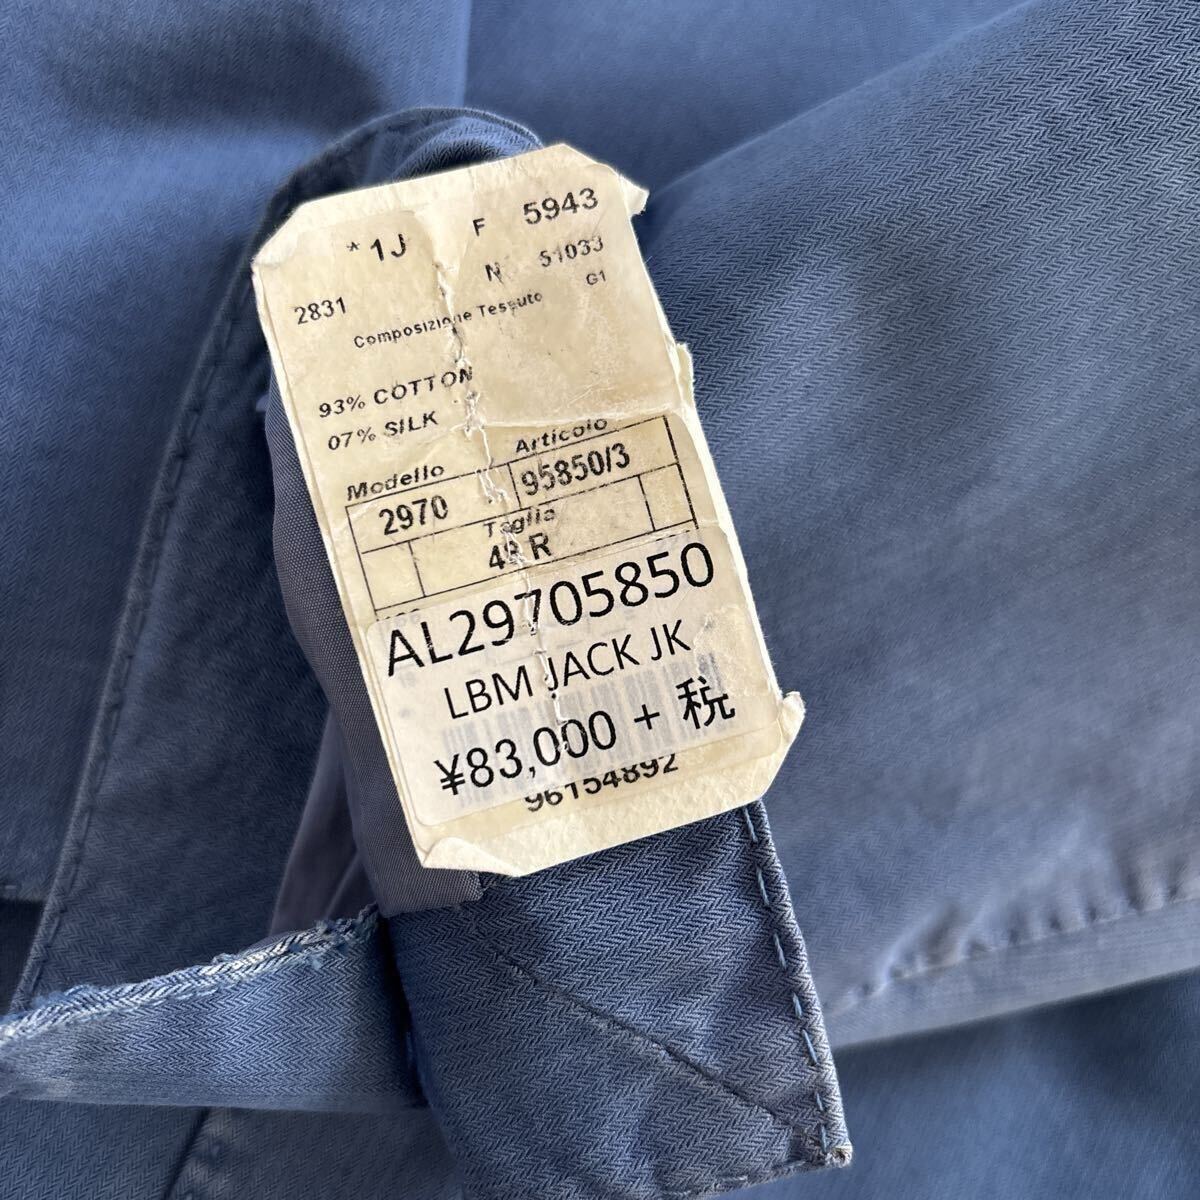 *1J F 5943
2831 N 51033
Composizione Tessuto G1
93% COTTON
07% SILK
Modello Articolo
2970 95850/3
Taglia
R
AL29705850
LBM JACK JK
¥83,000 + 税
96154892